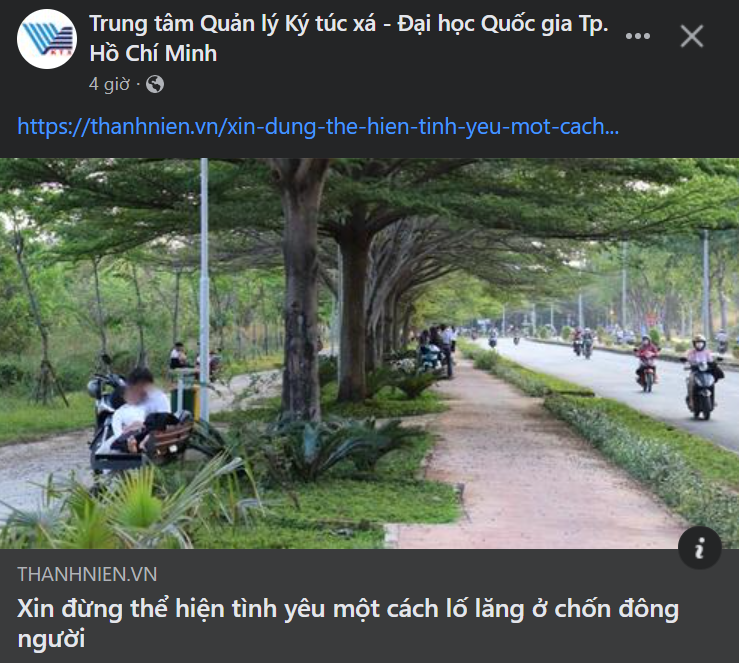 Trung tâm Quản lý Ký túc xá - Đại học Quốc gia Tp.
Hồ Chí Minh
4 giờ ·
https://thanhnien.vn/xin-dung-the-hien-tinh-yeu-mot-cach...
THANHNIEN.VN
Xin đừng thể hiện tình yêu một cách lố lăng ở chốn đông
người